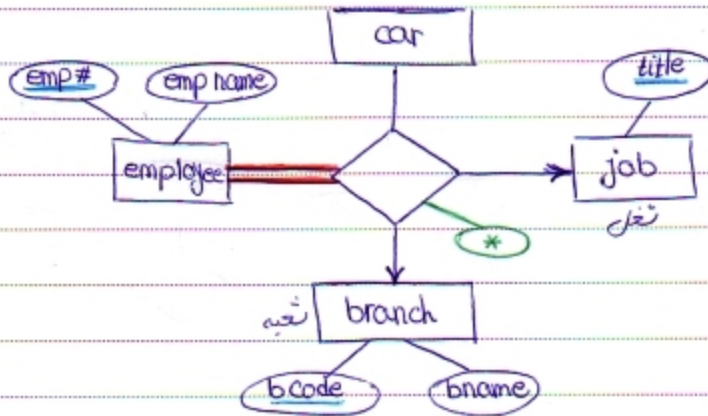 car
emp#
emp name
title
employee
job
شغل
*
شعبه
branch
bcode
bname